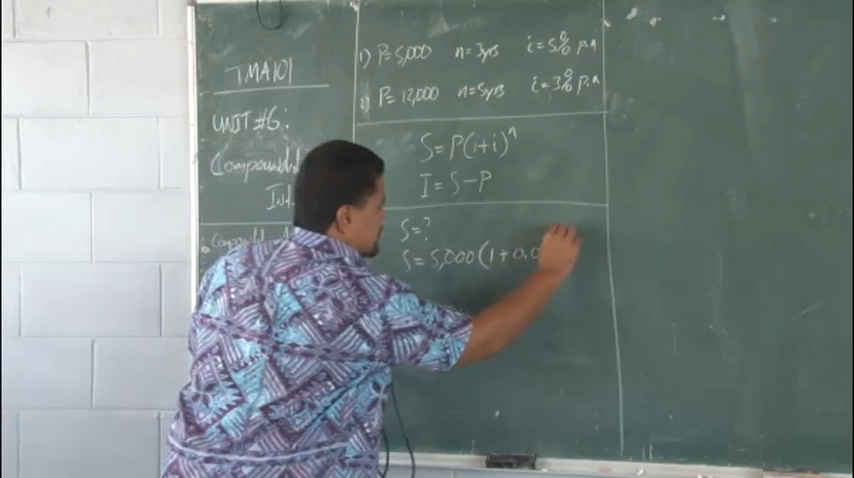 TMA101
UNIT #6:
Compound
Int
1) P=5,000 n=3yrs i=5% p.a
2) P=12,000 n=5yrs i=3% p.a
S=P(1+i)ⁿ
I=S-P
S=?
S=5,000(1+0.0